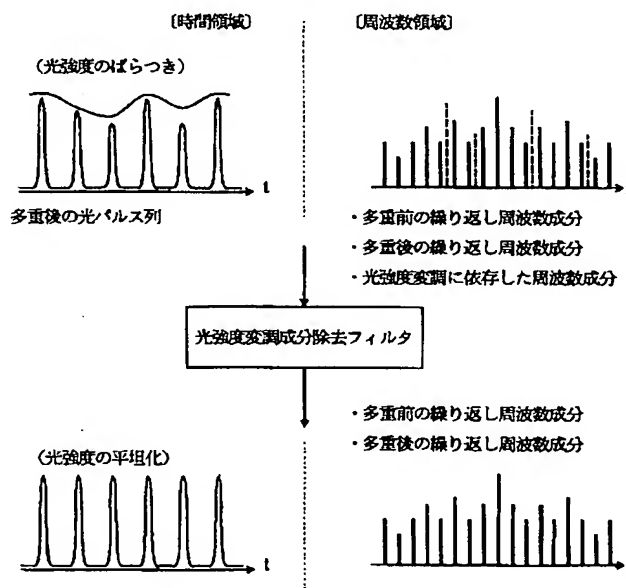 〔時間領域〕
〔周波数領域〕
(光強度のばらつき)
t
多重後の光パルス列
・多重前の繰り返し周波数成分
・多重後の繰り返し周波数成分
・光強度変調に依存した周波数成分
光強度変調成分除去フィルタ
・多重前の繰り返し周波数成分
・多重後の繰り返し周波数成分
(光強度の平坦化)
t